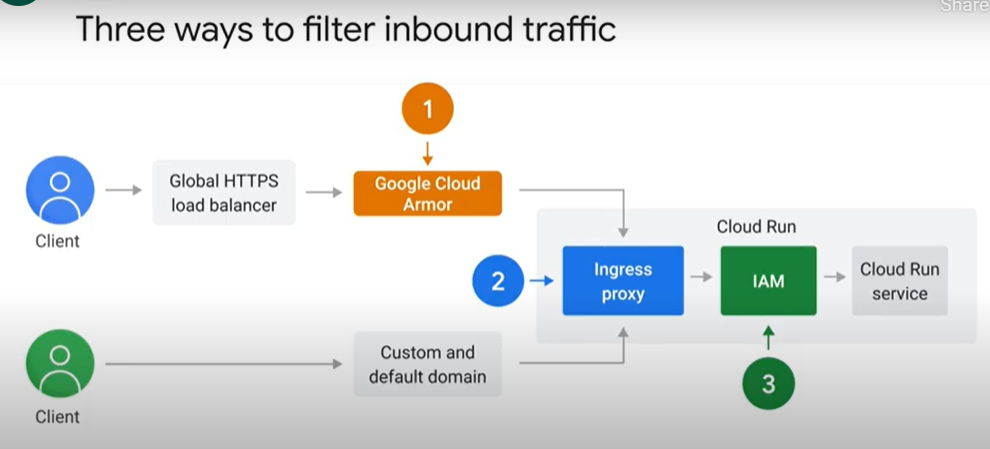 Share
Three ways to filter inbound traffic
1
Global HTTPS
load balancer
Google Cloud
Armor
Client
Cloud Run
2
Ingress
proxy
IAM
Cloud Run
service
Custom and
default domain
3
Client